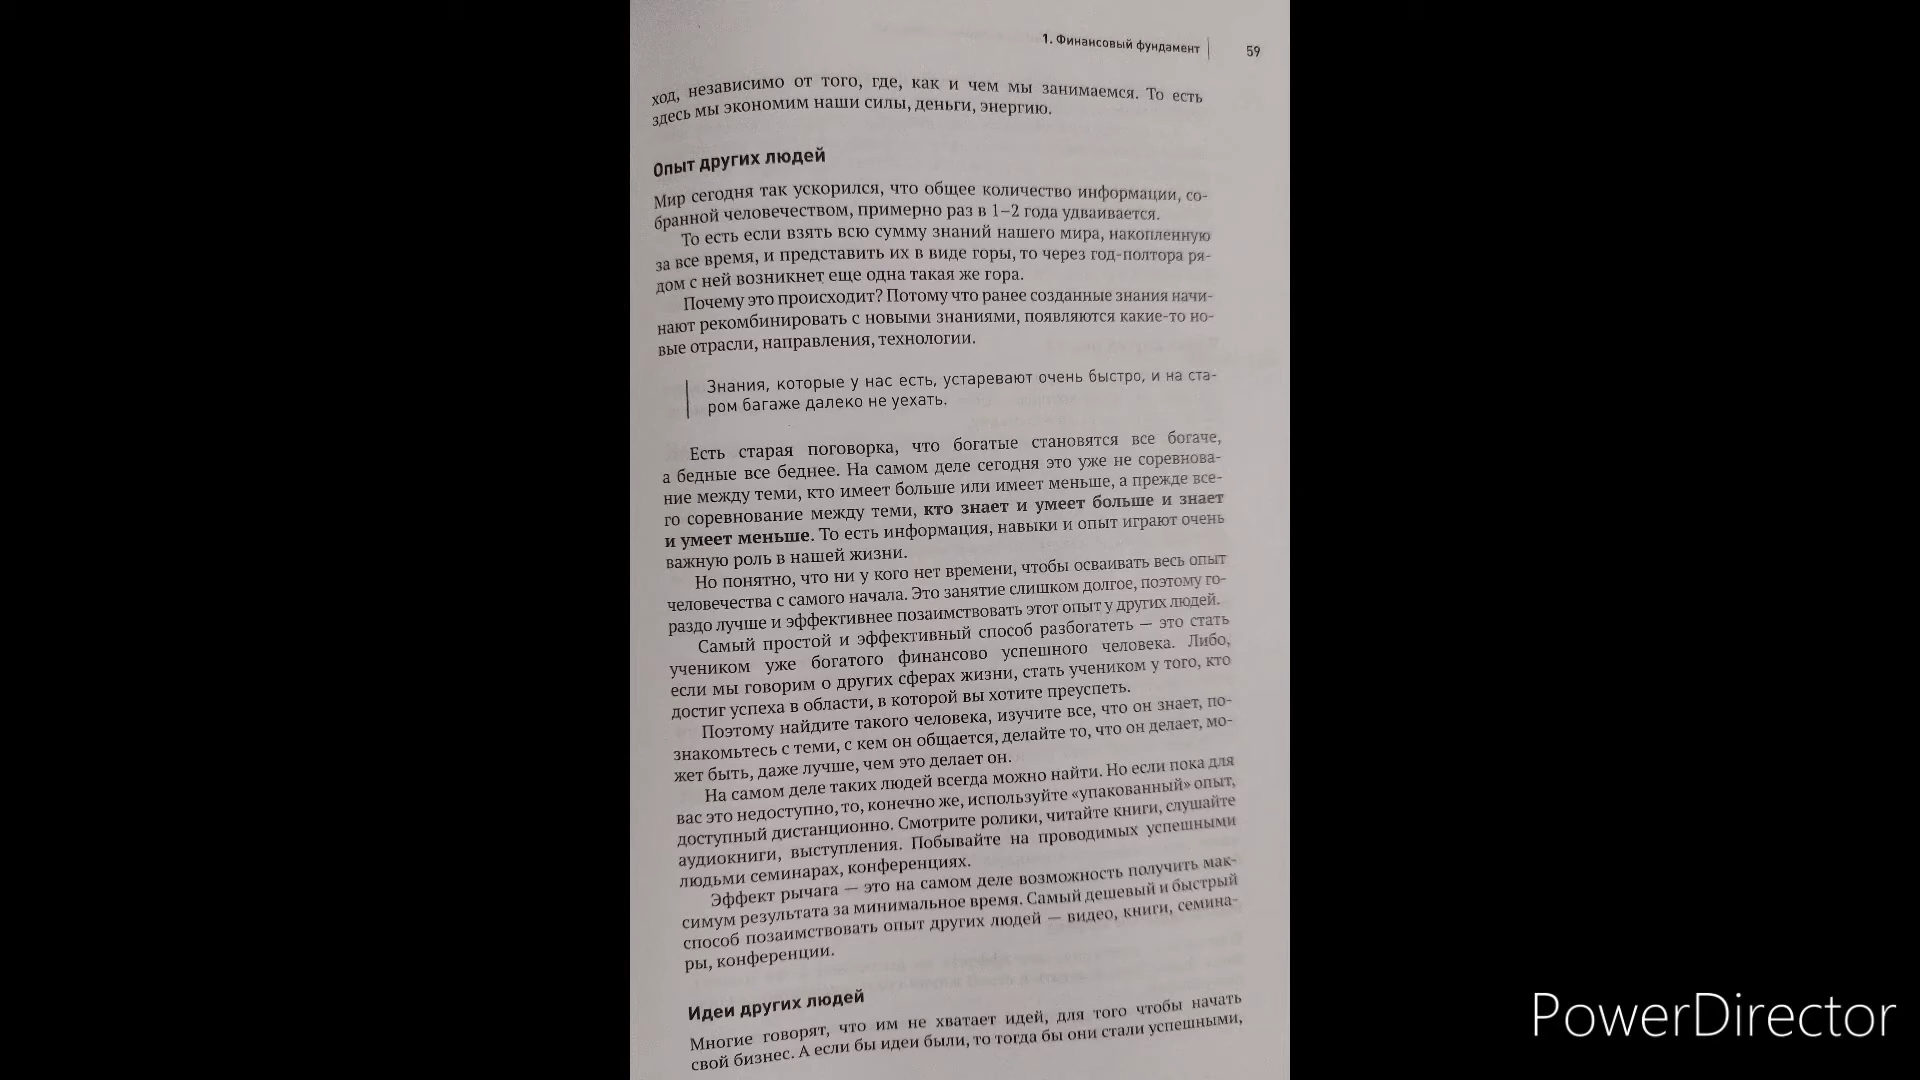 1. Финансовый фундамент 59
ход, независимо от того, где, как и чем мы занимаемся. То есть
здесь мы экономим наши силы, деньги, энергию.
Опыт других людей
Мир сегодня так ускорился, что общее количество информации, со-
бранной человечеством, примерно раз в 1–2 года удваивается.
То есть если взять всю сумму знаний нашего мира, накопленную
за все время, и представить их в виде горы, то через год-полтора ря-
дом с ней возникнет еще одна такая же гора.
Почему это происходит? Потому что ранее созданные знания начи-
нают рекомбинировать с новыми знаниями, появляются какие-то но-
вые отрасли, направления, технологии.
Знания, которые у нас есть, устаревают очень быстро, и на ста-
ром багаже далеко не уехать.
Есть старая поговорка, что богатые становятся все богаче,
а бедные все беднее. На самом деле сегодня это уже не соревнова-
ние между теми, кто имеет больше или имеет меньше, а прежде все-
го соревнование между теми, кто знает и умеет больше и знает
и умеет меньше. То есть информация, навыки и опыт играют очень
важную роль в нашей жизни.
Но понятно, что ни у кого нет времени, чтобы осваивать весь опыт
человечества с самого начала. Это занятие слишком долгое, поэтому го-
раздо лучше и эффективнее позаимствовать этот опыт у других людей.
Самый простой и эффективный способ разбогатеть — это стать
учеником уже богатого финансово успешного человека. Либо,
если мы говорим о других сферах жизни, стать учеником у того, кто
достиг успеха в области, в которой вы хотите преуспеть.
Поэтому найдите такого человека, изучите все, что он знает, по-
знакомьтесь с теми, с кем он общается, делайте то, что он делает, мо-
жет быть, даже лучше, чем это делает он.
На самом деле таких людей всегда можно найти. Но если пока для
вас это недоступно, то, конечно же, используйте «упакованный» опыт,
доступный дистанционно. Смотрите ролики, читайте книги, слушайте
аудиокниги, выступления. Побывайте на проводимых успешными
людьми семинарах, конференциях.
Эффект рычага — это на самом деле возможность получить мак-
симум результата за минимальное время. Самый дешевый и быстрый
способ позаимствовать опыт других людей — видео, книги, семина-
ры, конференции.
Идеи других людей
Многие говорят, что им не хватает идей, для того чтобы начать
свой бизнес. А если бы идеи были, то тогда бы они стали успешными,
PowerDirector